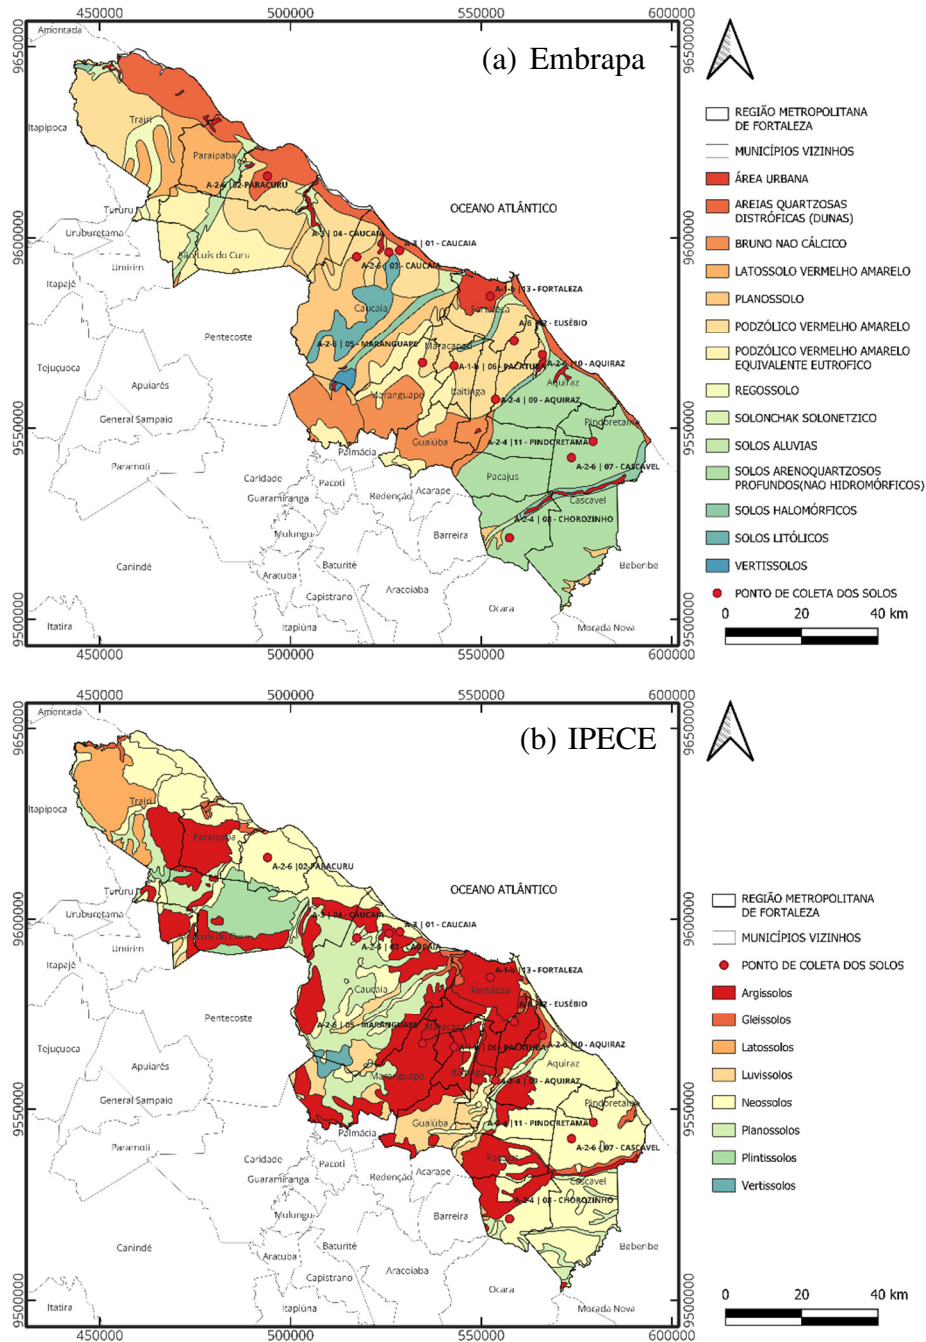 450000 500000 550000 600000
(a) Embrapa
9650000
9600000
9550000
9500000
Amontada
Itapipoca
Trairi
Paraipaba
A-2-6 |02-PARACURU
OCEANO ATLÂNTICO
Tururu
Uruburetama
Umirim
São Luís do Curu
A-3 | 04 - CAUCAIA
A-3 | 01 - CAUCAIA
A-2-6 | 03 - CAUCAIA
Itapajé
Caucaia
A-1-b |13 - FORTALEZA
Fortaleza
Pentecoste
A-2-6 | 05 - MARANGUAPE
Maracanaú
Tejuçuoca
A-1-b | 06 - PACATUBA
A-2-6 | 10 - AQUIRAZ
Apuiarés
Maranguape
Itaitinga
Aquiraz
A-2-4 | 09 - AQUIRAZ
General Sampaio
Pindoretama
Guaiúba
A-2-4 |11 - PINDORETAMA
Palmácia
Paramoti
Caridade
Pacoti
Redenção
Acarape
Pacajus
A-2-6 | 07 - CASCAVEL
Guaramiranga
Cascavel
Mulungu
Barreira
A-2-4 | 08 - CHOROZINHO
Canindé
Aratuba
Baturité
Beberibe
Capistrano
Aracoiaba
Ocara
Itatira
Itapiúna
Morada Nova
450000 500000 550000 600000
REGIÃO METROPOLITANA
DE FORTALEZA
MUNICÍPIOS VIZINHOS
ÁREA URBANA
AREIAS QUARTZOSAS
DISTRÓFICAS (DUNAS)
BRUNO NAO CÁLCICO
LATOSSOLO VERMELHO AMARELO
PLANOSSOLO
PODZÓLICO VERMELHO AMARELO
PODZÓLICO VERMELHO AMARELO
EQUIVALENTE EUTROFICO
REGOSSOLO
SOLONCHAK SOLONETZICO
SOLOS ALUVIAS
SOLOS ARENOQUARTZOSOS
PROFUNDOS(NAO HIDROMÓRFICOS)
SOLOS HALOMÓRFICOS
SOLOS LITÓLICOS
VERTISSOLOS
PONTO DE COLETA DOS SOLOS
0 20 40 km
450000 500000 550000 600000
(b) IPECE
9650000
9600000
9550000
9500000
Amontada
Itapipoca
Trairi
Paraipaba
A-2-6 |02-PARACURU
OCEANO ATLÂNTICO
Tururu
Uruburetama
Umirim
A-3 | 04 - CAUCAIA
A-3 | 01 - CAUCAIA
A-2-6 | 03 - CAUCAIA
Itapajé
Caucaia
A-1-b |13 - FORTALEZA
Fortaleza
Pentecoste
A-2-6 | 05 - MARANGUAPE
Maracanaú
Tejuçuoca
A-2-6 | 10 - AQUIRAZ
Aquiraz
Apuiarés
Maranguape
Itaitinga
A-2-4 | 09 - AQUIRAZ
General Sampaio
Pindoretama
Guaiúba
Palmácia
Paramoti
Caridade
Pacoti
Redenção
Acarape
A-2-6 | 07 - CASCAVEL
Guaramiranga
Cascavel
Mulungu
Barreira
A-2-4 | 08 - CHOROZINHO
Canindé
Aratuba
Baturité
Beberibe
Capistrano
Aracoiaba
Ocara
Itatira
Itapiúna
Morada Nova
450000 500000 550000 600000
REGIÃO METROPOLITANA
DE FORTALEZA
MUNICÍPIOS VIZINHOS
PONTO DE COLETA DOS SOLOS
Argissolos
Gleissolos
Latossolos
Luvissolos
Neossolos
Planossolos
Plintissolos
Vertissolos
0 20 40 km